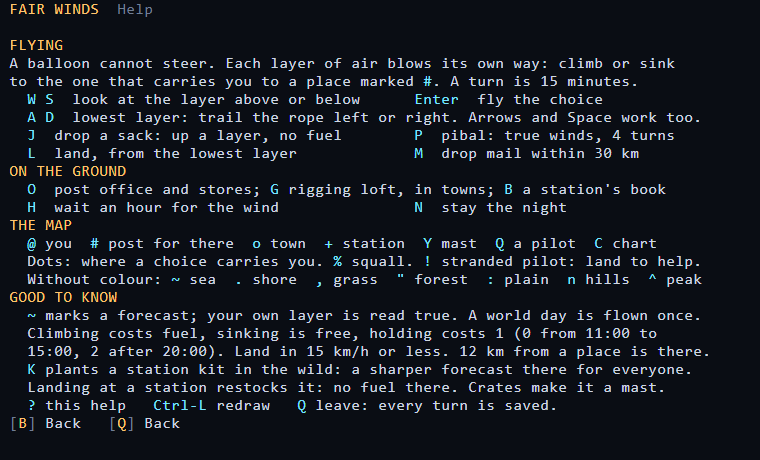 FAIR WINDS  Help
FLYING
A balloon cannot steer. Each layer of air blows its own way: climb or sink
to the one that carries you to a place marked #. A turn is 15 minutes.
W S  look at the layer above or below       Enter  fly the choice
A D  lowest layer: trail the rope left or right. Arrows and Space work too.
J  drop a sack: up a layer, no fuel         P  pibal: true winds, 4 turns
L  land, from the lowest layer              M  drop mail within 30 km
ON THE GROUND
O  post office and stores; G rigging loft, in towns; B a station's book
H  wait an hour for the wind                N  stay the night
THE MAP
@ you  # post for there  o town  + station  Y mast  Q a pilot  C chart
Dots: where a choice carries you. % squall. ! stranded pilot: land to help.
Without colour: ~ sea  . shore  , grass  " forest  : plain  n hills  ^ peak
GOOD TO KNOW
~ marks a forecast; your own layer is read true. A world day is flown once.
Climbing costs fuel, sinking is free, holding costs 1 (0 from 11:00 to
15:00, 2 after 20:00). Land in 15 km/h or less. 12 km from a place is there.
K plants a station kit in the wild: a sharper forecast there for everyone.
Landing at a station restocks it: no fuel there. Crates make it a mast.
? this help   Ctrl-L redraw   Q leave: every turn is saved.
[B] Back   [Q] Back